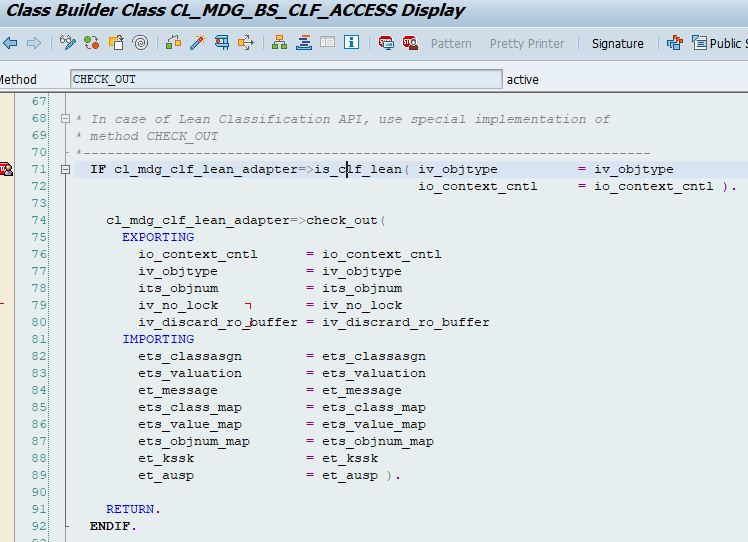 Class Builder Class CL_MDG_BS_CLF_ACCESS Display
Pattern Pretty Printer Signature Public S
Method CHECK_OUT active
67
68 * In case of Lean Classification API, use special implementation of
69 * method CHECK_OUT
70 *----------------------------------------------------------------------
71 IF cl_mdg_clf_lean_adapter=>is_clf_lean( iv_objtype = iv_objtype
72 io_context_cntl = io_context_cntl ).
73
74 cl_mdg_clf_lean_adapter=>check_out(
75 EXPORTING
76 io_context_cntl = io_context_cntl
77 iv_objtype = iv_objtype
78 its_objnum = its_objnum
79 iv_no_lock = iv_no_lock
80 iv_discard_ro_buffer = iv_discrard_ro_buffer
81 IMPORTING
82 ets_classasgn = ets_classasgn
83 ets_valuation = ets_valuation
84 et_message = et_message
85 ets_class_map = ets_class_map
86 ets_value_map = ets_value_map
87 ets_objnum_map = ets_objnum_map
88 et_kssk = et_kssk
89 et_ausp = et_ausp ).
90
91 RETURN.
92 ENDIF.